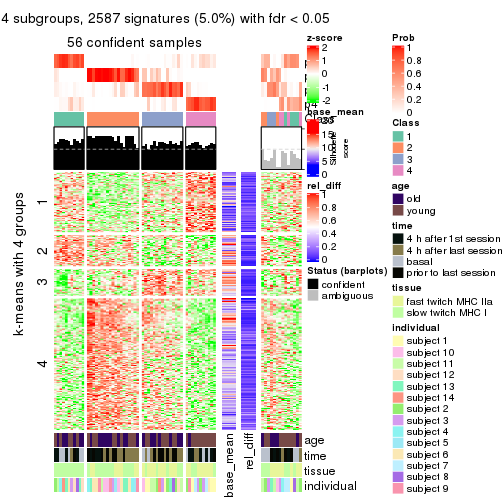 4 subgroups, 2587 signatures (5.0%) with fdr < 0.05
56 confident samples
k-means with 4 groups
1
2
3
4
base_mean
rel_diff
age
time
tissue
individual
z-score
2
1
0
-1
-2
base_mean
15
10
5
0
Silhouette
score
rel_diff
1
0.8
0.6
0.4
0.2
0
Status (barplots)
confident
ambiguous
Prob
1
0.8
0.6
0.4
0.2
0
Class
1
2
3
4
age
old
young
time
4 h after 1st session
4 h after last session
basal
prior to last session
tissue
fast twitch MHC IIa
slow twitch MHC I
individual
subject 1
subject 10
subject 11
subject 12
subject 13
subject 14
subject 2
subject 3
subject 4
subject 5
subject 6
subject 7
subject 8
subject 9